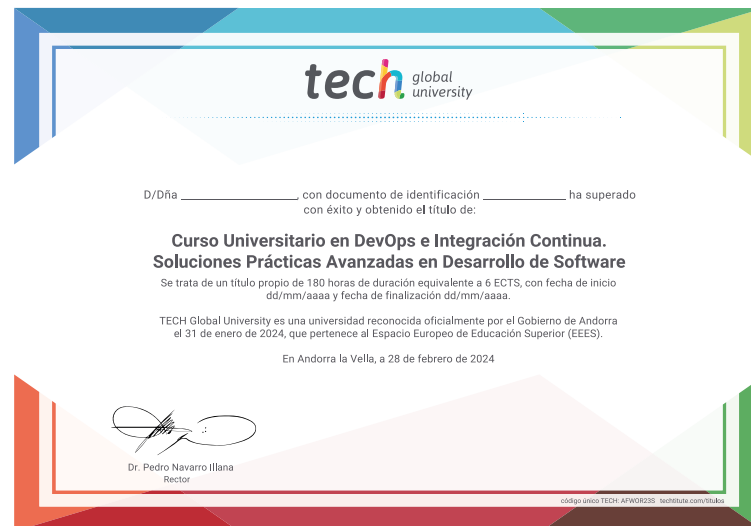 tech global university
D/Dña ______________, con documento de identificación __________ ha superado
con éxito y obtenido el título de:
Curso Universitario en DevOps e Integración Continua.
Soluciones Prácticas Avanzadas en Desarrollo de Software
Se trata de un título propio de 180 horas de duración equivalente a 6 ECTS, con fecha de inicio
dd/mm/aaaa y fecha de finalización dd/mm/aaaa.
TECH Global University es una universidad reconocida oficialmente por el Gobierno de Andorra
el 31 de enero de 2024, que pertenece al Espacio Europeo de Educación Superior (EEES).
En Andorra la Vella, a 28 de febrero de 2024
Dr. Pedro Navarro Illana
Rector
código único TECH: AFWOR23S techtitute.com/titulos